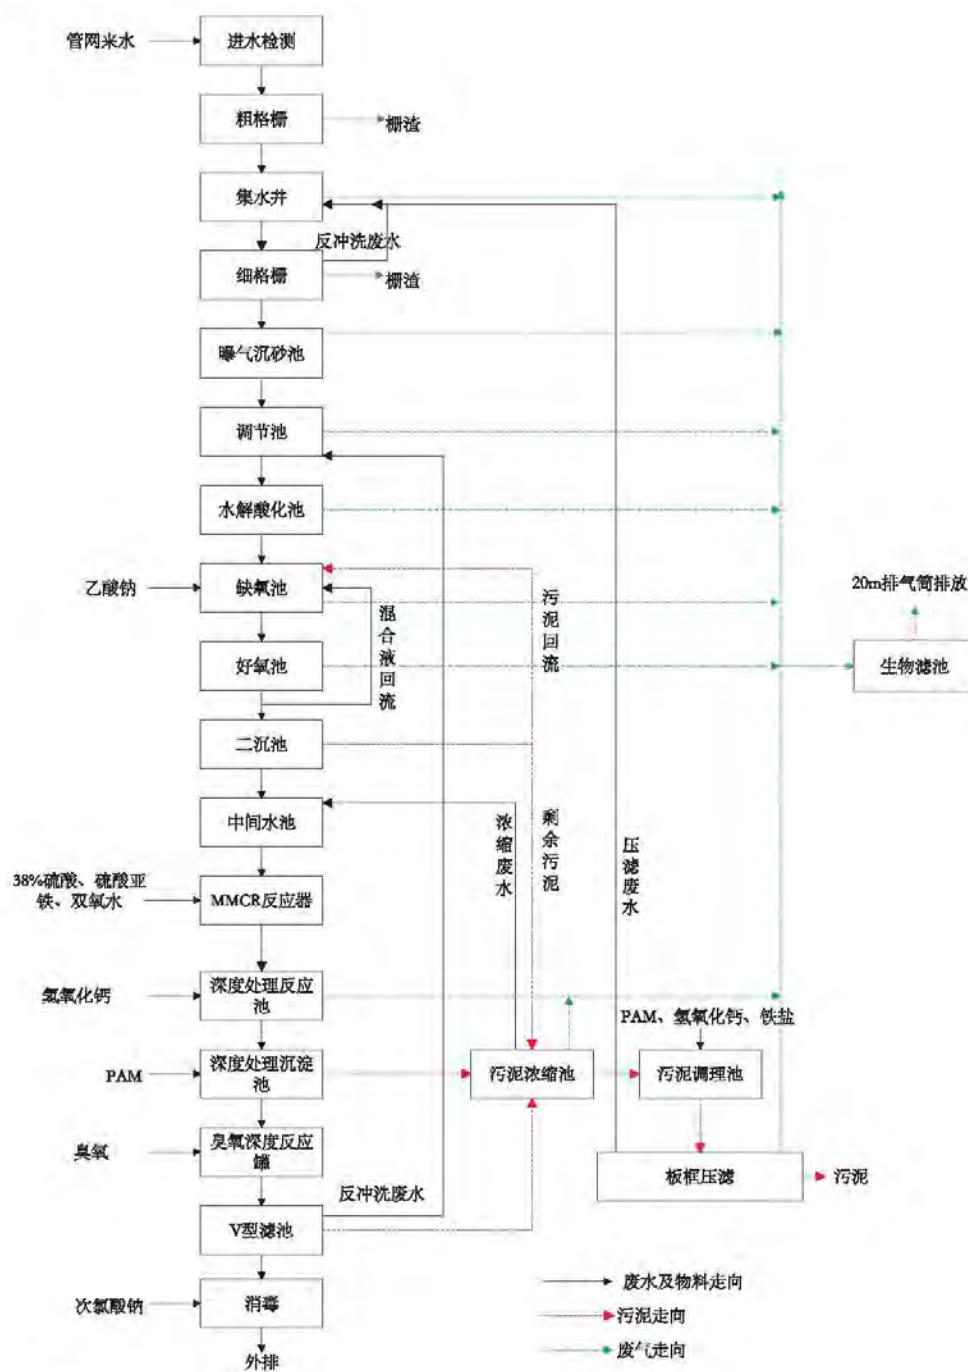 管网来水
进水检测
粗格栅
栅渣
集水井
反冲洗废水
细格栅
栅渣
曝气沉砂池
调节池
水解酸化池
乙酸钠
缺氧池
混合液回流
污泥回流
20m排气筒排放
好氧池
生物滤池
二沉池
中间水池
浓缩废水
剩余污泥
压滤废水
38%硫酸、硫酸亚
铁、双氧水
MMCR反应器
氢氧化钙
深度处理反应
池
PAM、氢氧化钙、铁盐
PAM
深度处理沉淀
池
污泥浓缩池
污泥调理池
臭氧
臭氧深度反应
罐
板框压滤
污泥
反冲洗废水
V型滤池
次氯酸钠
消毒
外排
废水及物料走向
污泥走向
废气走向